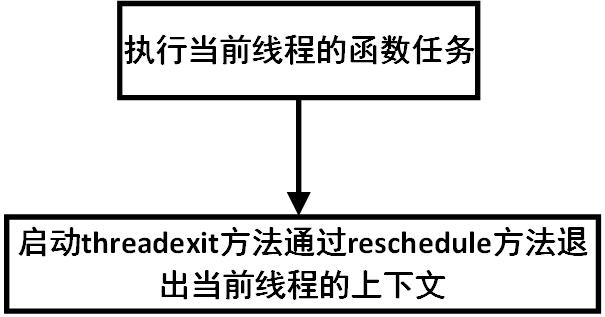 执行当前线程的函数任务
启动threadexit方法通过reschedule方法退
出当前线程的上下文